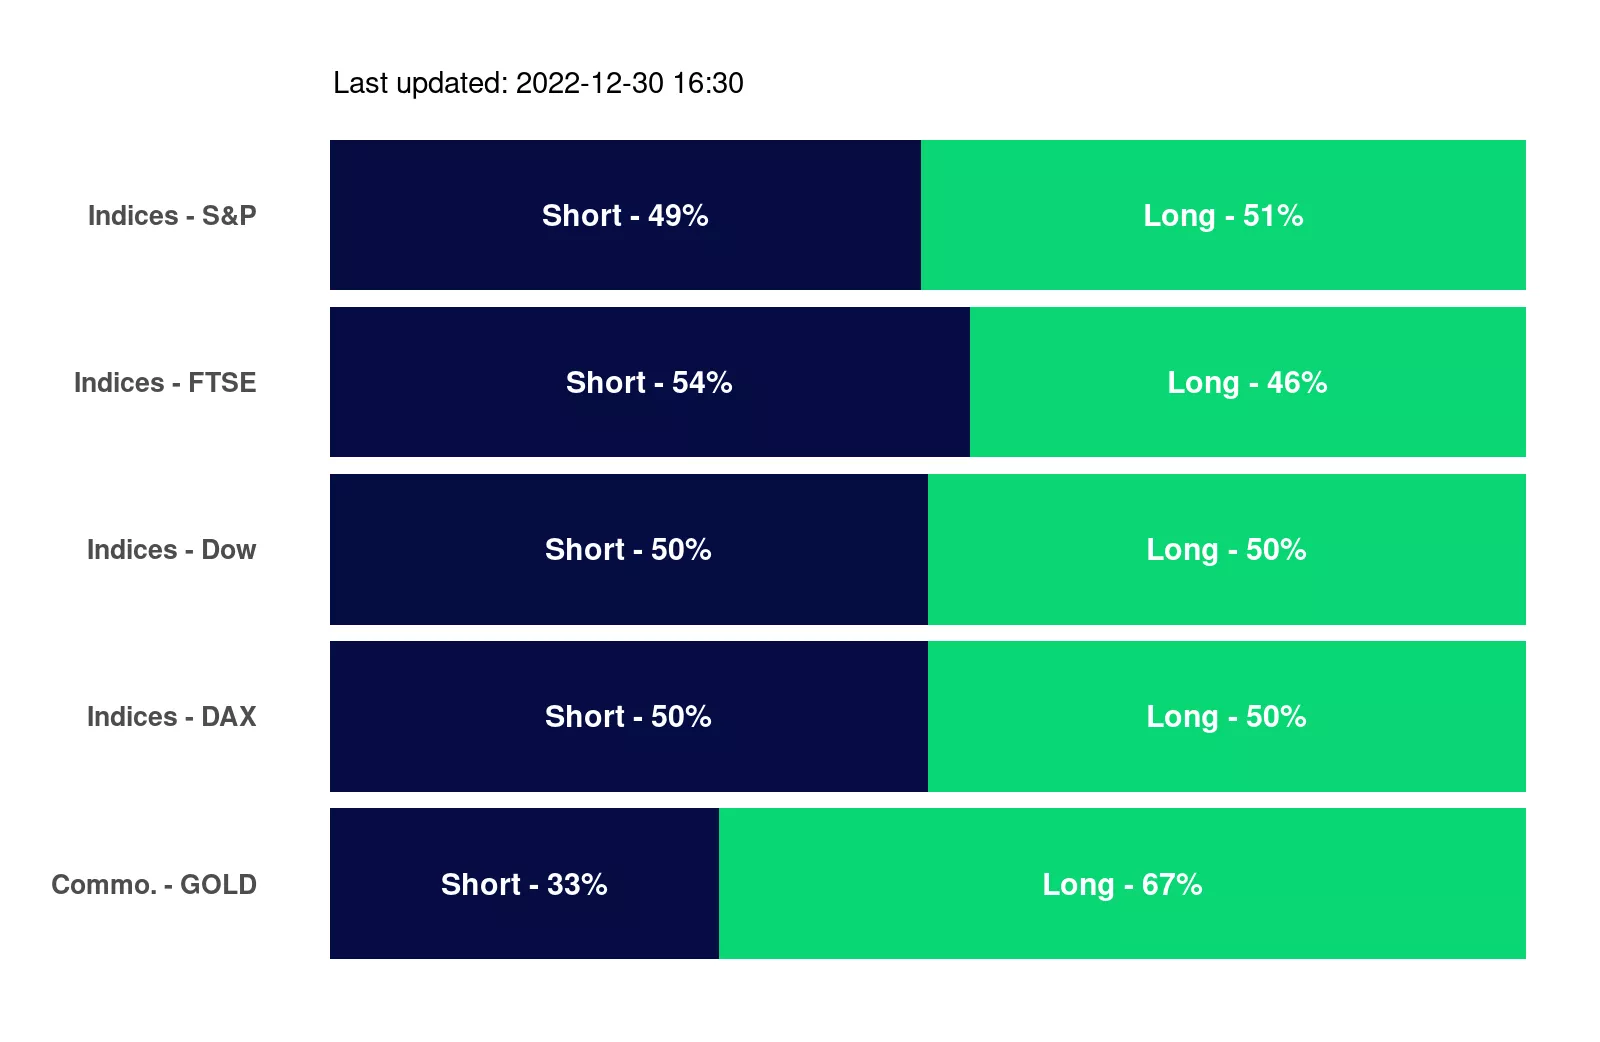 Last updated: 2022-12-30 16:30
Indices - S&P Short - 49% Long - 51%
Indices - FTSE Short - 54% Long - 46%
Indices - Dow Short - 50% Long - 50%
Indices - DAX Short - 50% Long - 50%
Commo. - GOLD Short - 33% Long - 67%